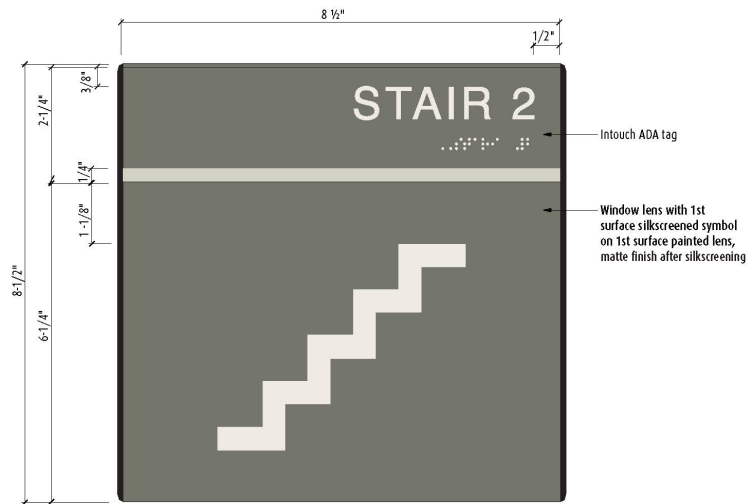 8 ½"
1/2"
3/8"
2-1/4"
STAIR 2
Intouch ADA tag
1/4"
1 -1/8"
Window lens with 1st
surface silkscreened symbol
on 1st surface painted lens,
matte finish after silkscreening
8-1/2"
6-1/4"